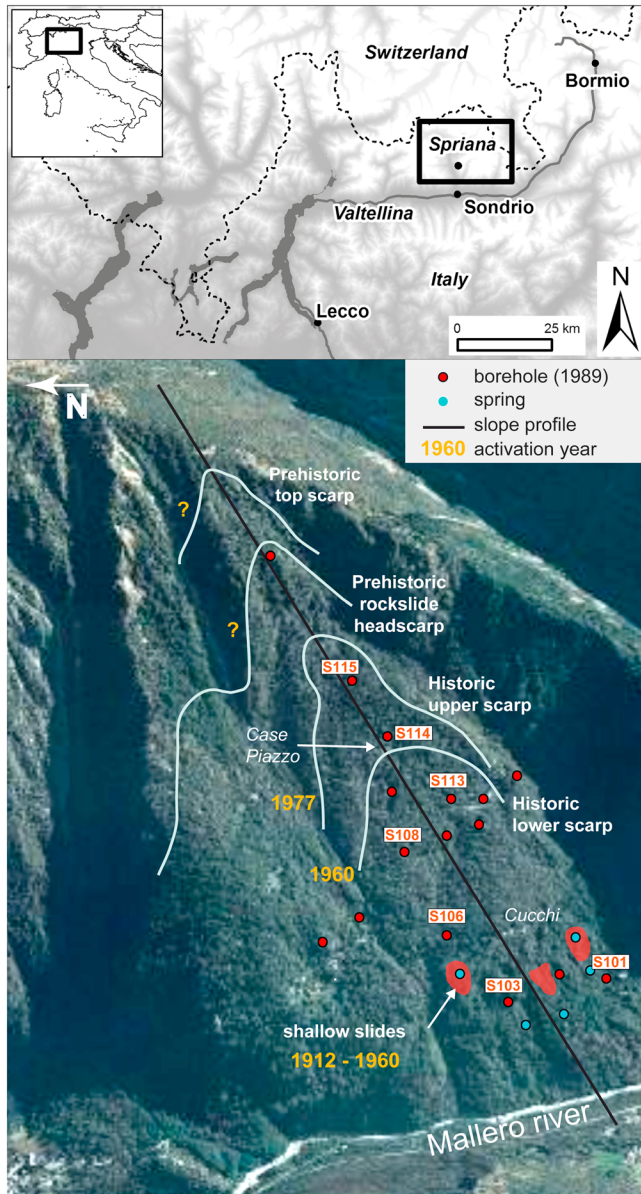 Switzerland
Bormio
Spriana
Sondrio
Valtellina
Italy
Lecco
N
0 25 km
N
borehole (1989)
spring
slope profile
1960 activation year
Prehistoric
top scarp
?
Prehistoric
rockslide
headscarp
?
S115
Historic
upper scarp
S114
Case
Piazzo
S113
1977
Historic
lower scarp
S108
1960
S106
Cucchi
S101
S103
shallow slides
1912 - 1960
Mallero river